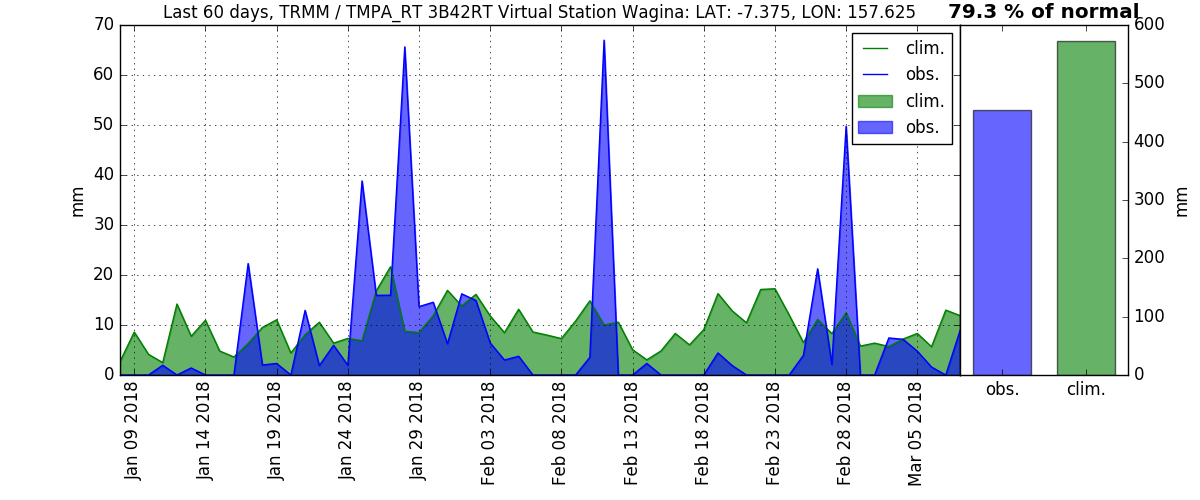 Last 60 days, TRMM / TMPA_RT 3B42RT Virtual Station Wagina: LAT: -7.375, LON: 157.625
79.3 % of normal
70
60
50
40
30
20
10
0
mm
clim.
obs.
clim.
obs.
600
500
400
300
200
100
0
mm
obs.
clim.
Jan 09 2018
Jan 14 2018
Jan 19 2018
Jan 24 2018
Jan 29 2018
Feb 03 2018
Feb 08 2018
Feb 13 2018
Feb 18 2018
Feb 23 2018
Feb 28 2018
Mar 05 2018